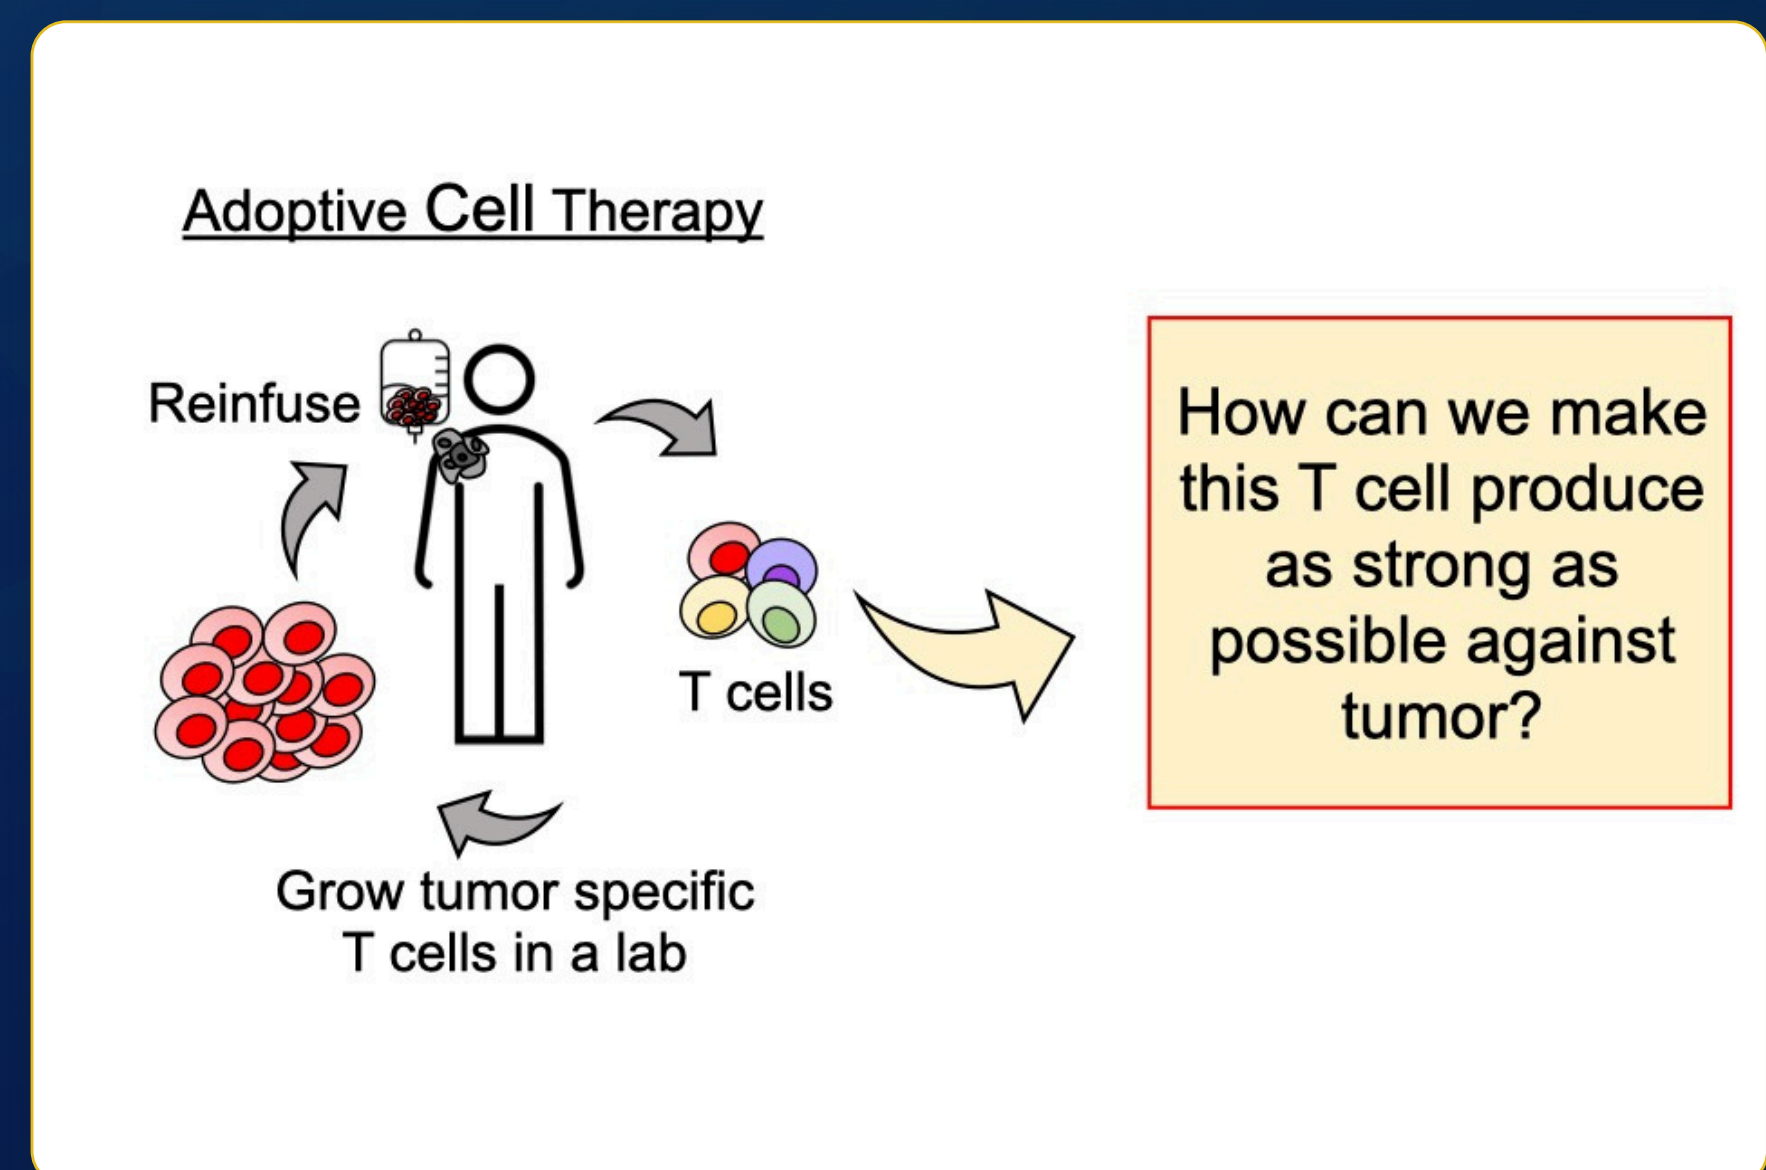 Adoptive Cell Therapy
Reinfuse
T cells
Grow tumor specific
T cells in a lab
How can we make
this T cell produce
as strong as
possible against
tumor?